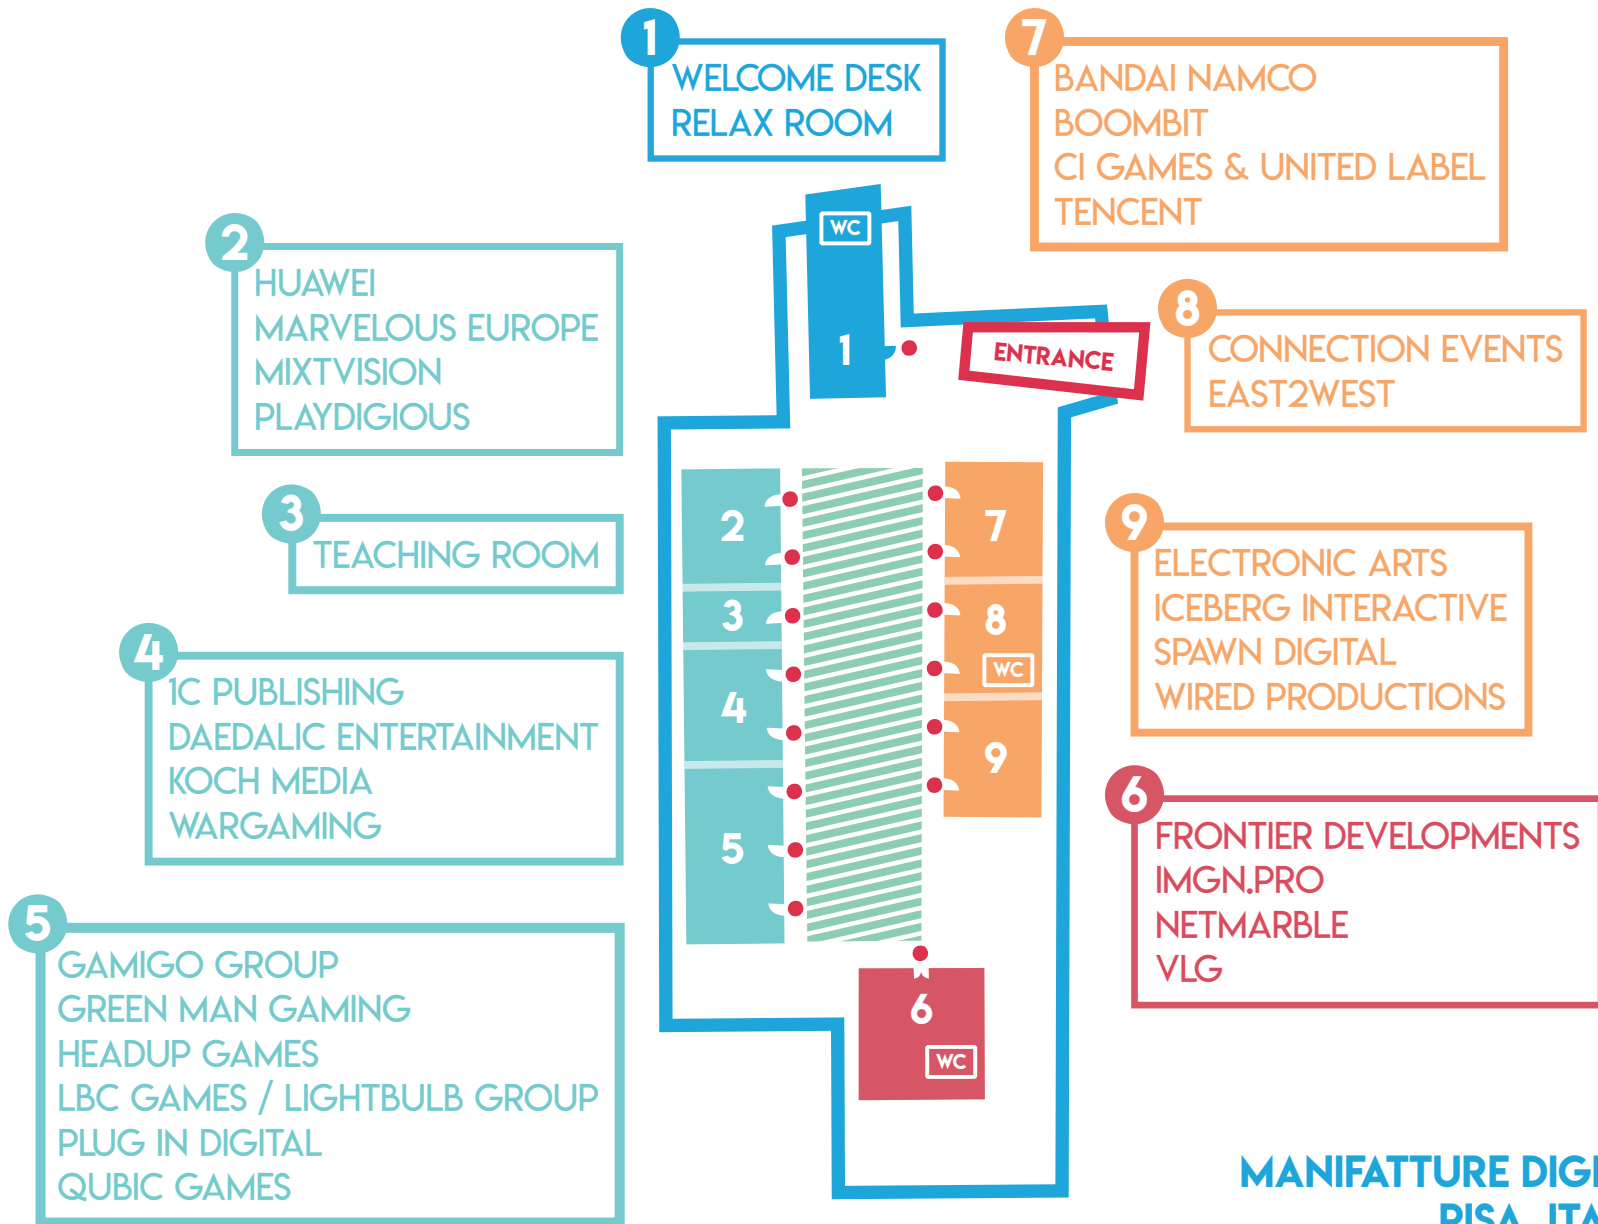 1
WELCOME DESK
RELAX ROOM
7
BANDAI NAMCO
BOOMBIT
CI GAMES & UNITED LABEL
TENCENT
2
HUAWEI
MARVELOUS EUROPE
MIXTVISION
PLAYDIGIOUS
WC
1
ENTRANCE
8
CONNECTION EVENTS
EAST2WEST
3
TEACHING ROOM
2
3
4
5
7
8
WC
9
9
ELECTRONIC ARTS
ICEBERG INTERACTIVE
SPAWN DIGITAL
WIRED PRODUCTIONS
4
1C PUBLISHING
DAEDALIC ENTERTAINMENT
KOCH MEDIA
WARGAMING
6
FRONTIER DEVELOPMENTS
IMGN.PRO
NETMARBLE
VLG
5
GAMIGO GROUP
GREEN MAN GAMING
HEADUP GAMES
LBC GAMES / LIGHTBULB GROUP
PLUG IN DIGITAL
QUBIC GAMES
6
WC
MANIFATTURE
PISA,